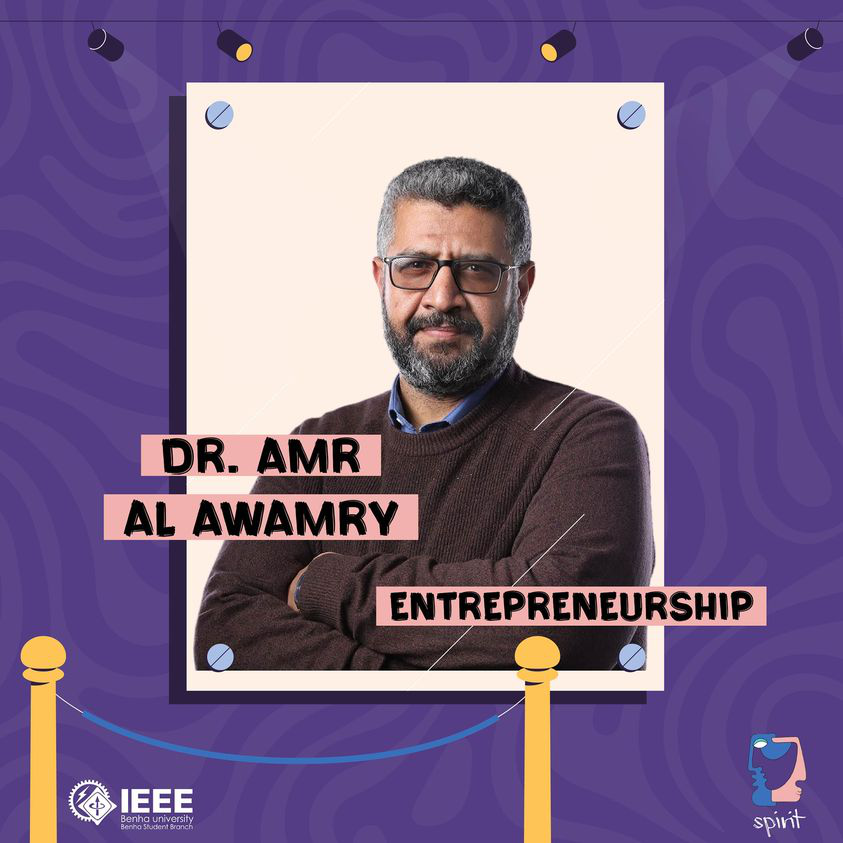 DR. AMR
AL AWAMRY
ENTREPRENEURSHIP
IEEE
Benha university
Benha Student Branch
spirit